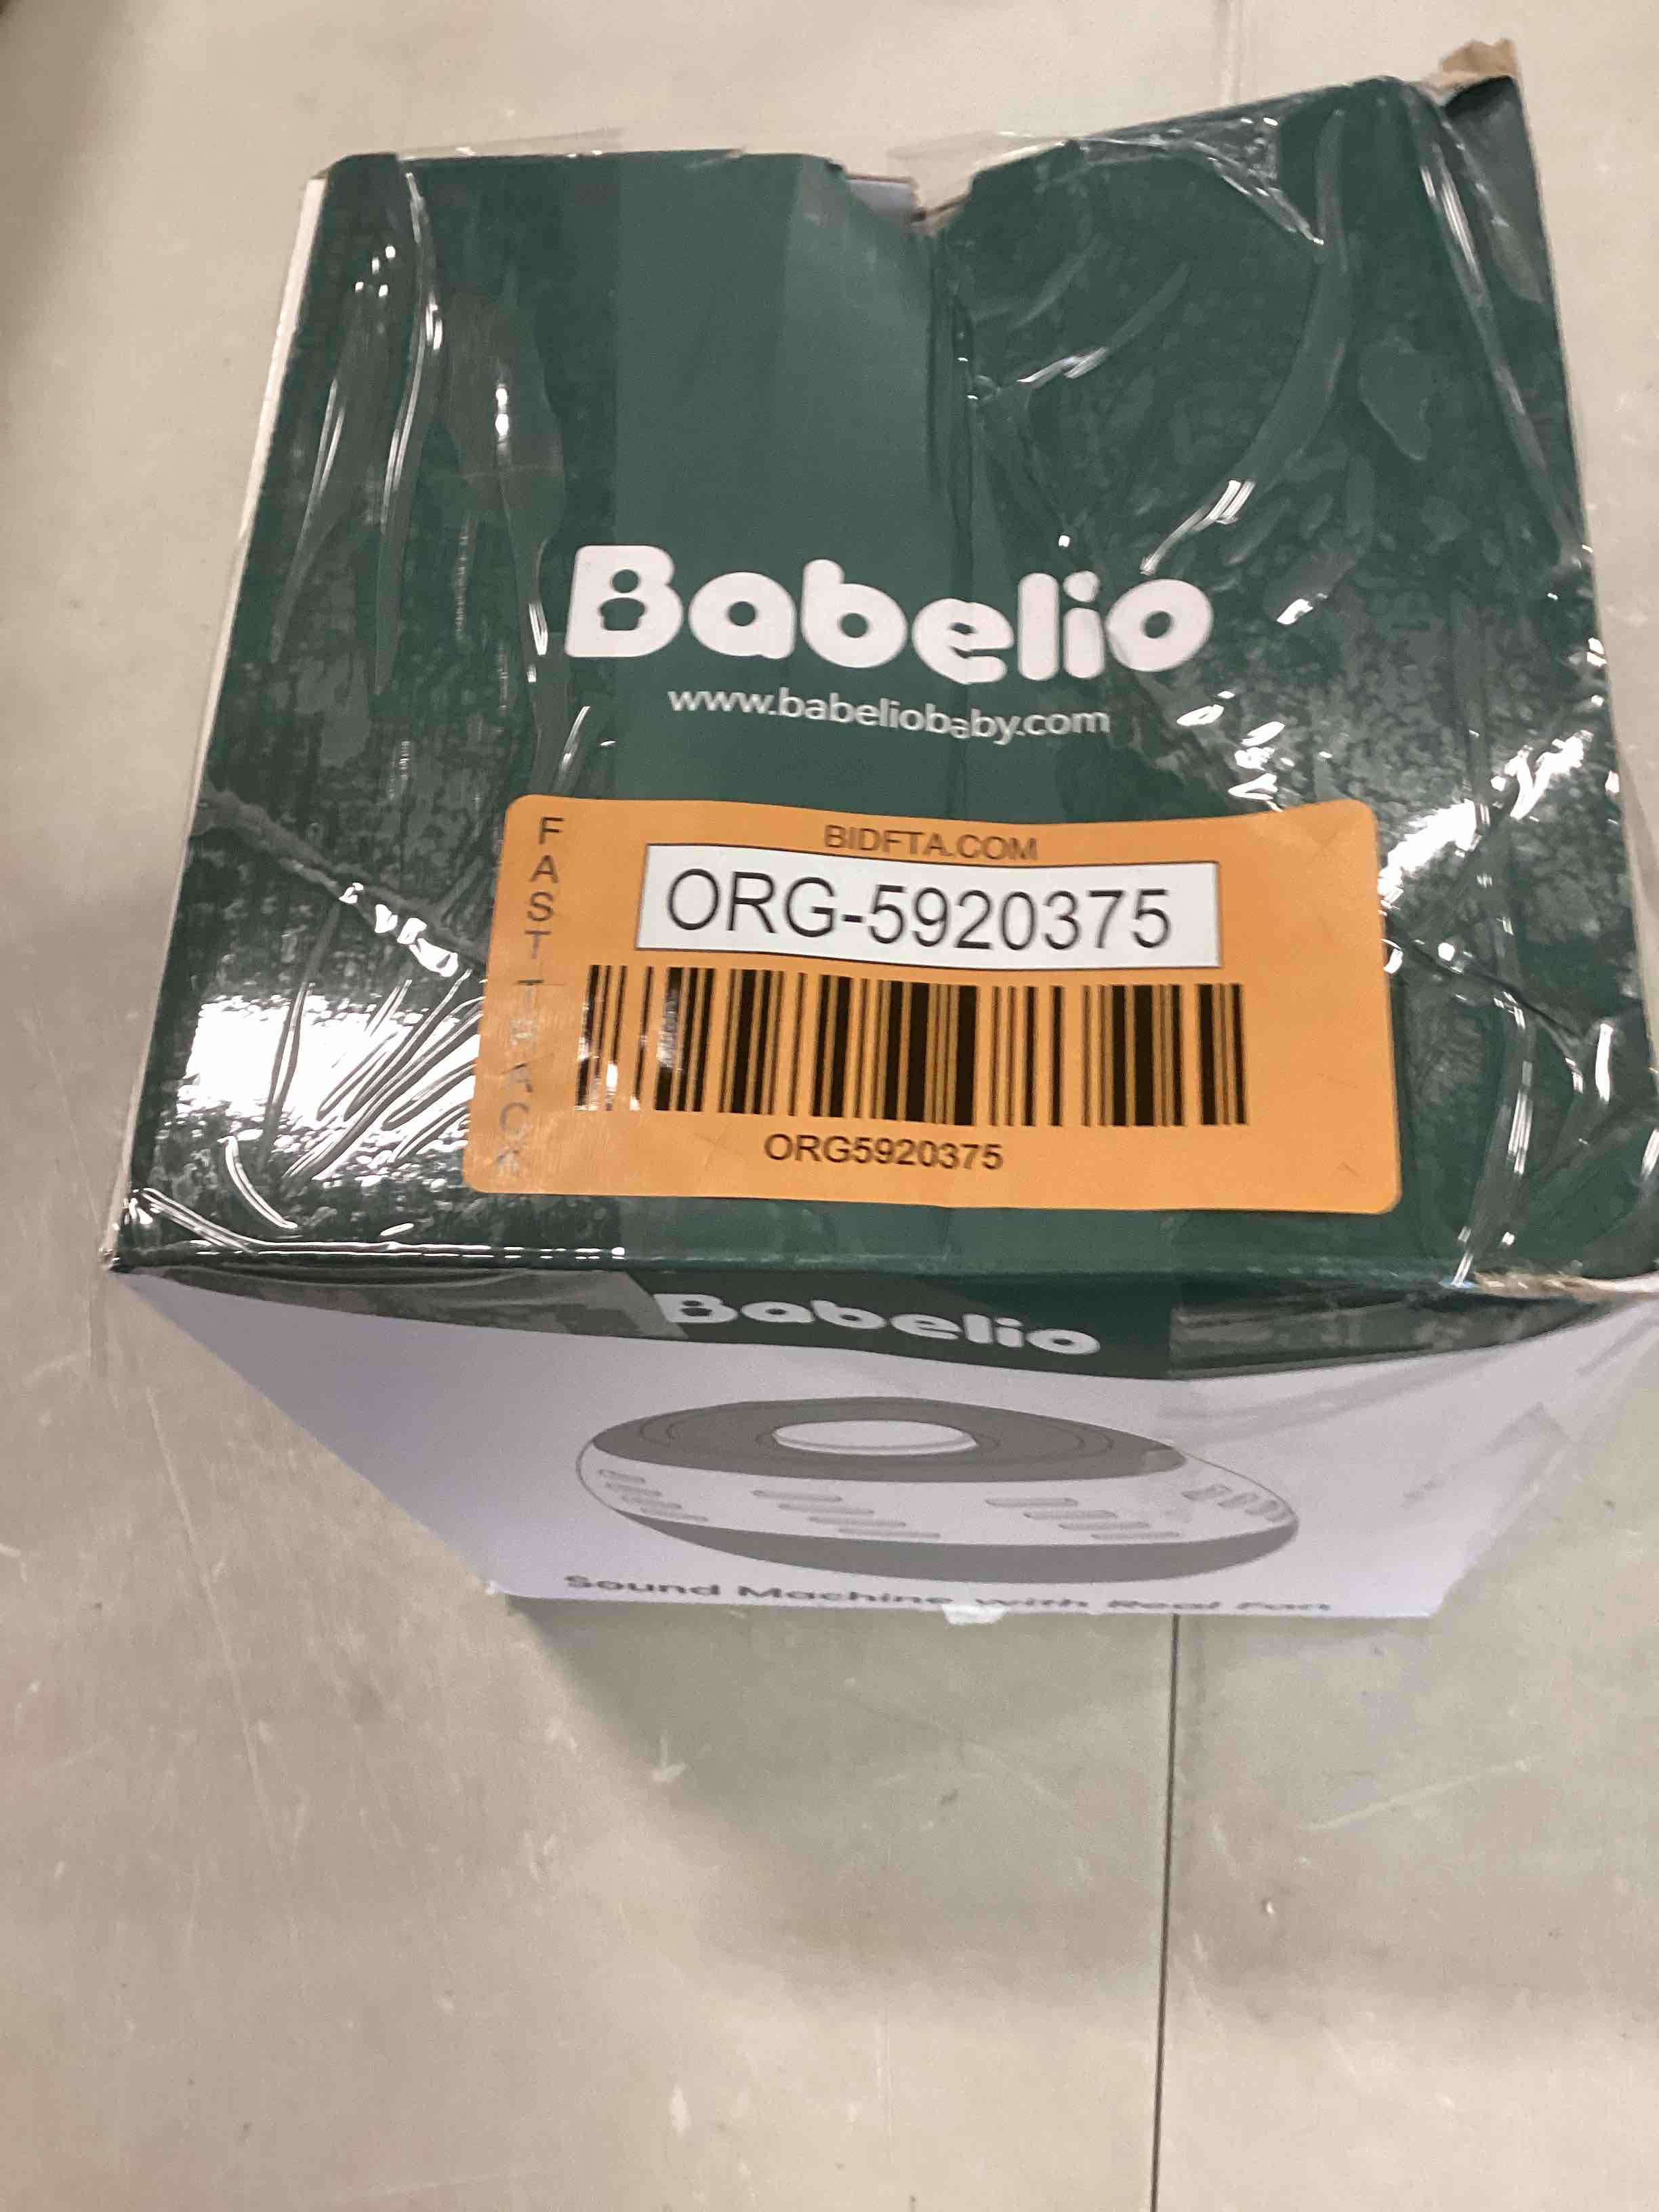 Babelio
www.babeliobaby.com
FAST TRACK
BIDFTA.COM
ORG-5920375
ORG5920375
Babelio
Sound Machine with Real Fan